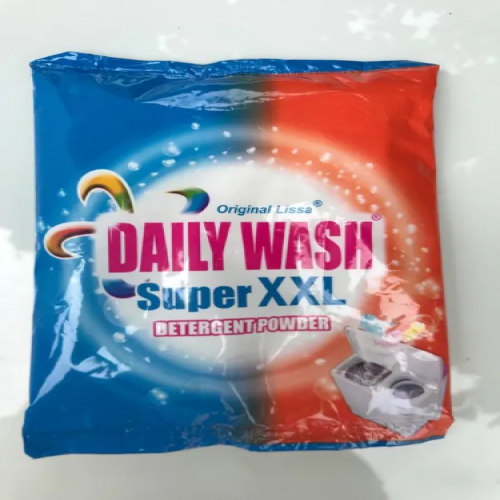 Original Lissa®
DAILY WASH®
Super XXL
DETERGENT POWDER